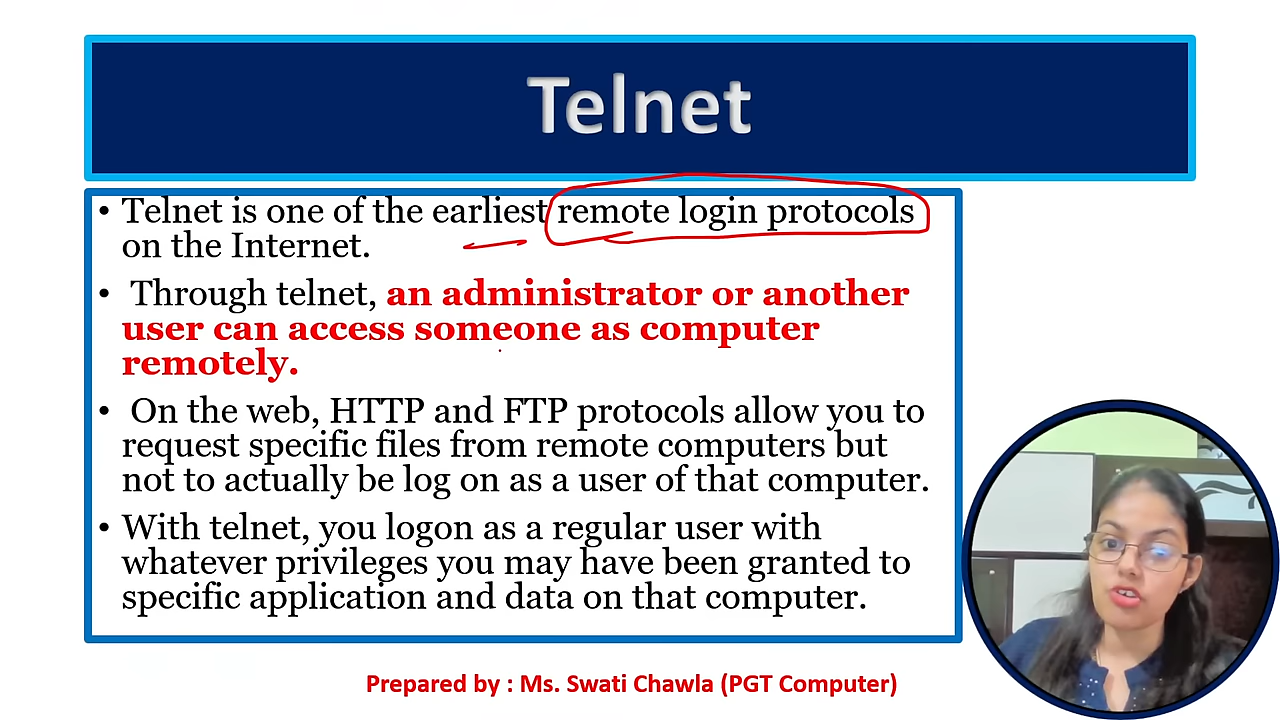 Telnet
• Telnet is one of the earliest remote login protocols
on the Internet.
• Through telnet, an administrator or another
user can access someone as computer
remotely.
• On the web, HTTP and FTP protocols allow you to
request specific files from remote computers but
not to actually be log on as a user of that computer.
• With telnet, you logon as a regular user with
whatever privileges you may have been granted to
specific application and data on that computer.
Prepared by : Ms. Swati Chawla (PGT Computer)